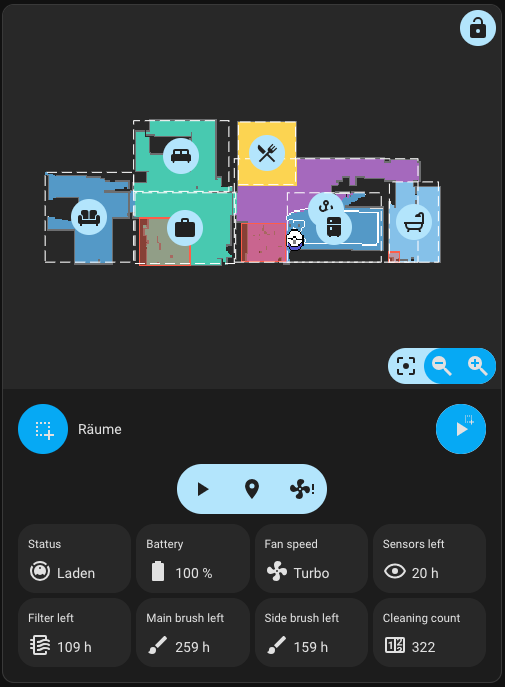 Räume
!
Status
Battery
Fan speed
Sensors left
Laden
100 %
Turbo
20 h
Filter left
Main brush left
Side brush left
Cleaning count
109 h
259 h
159 h
322